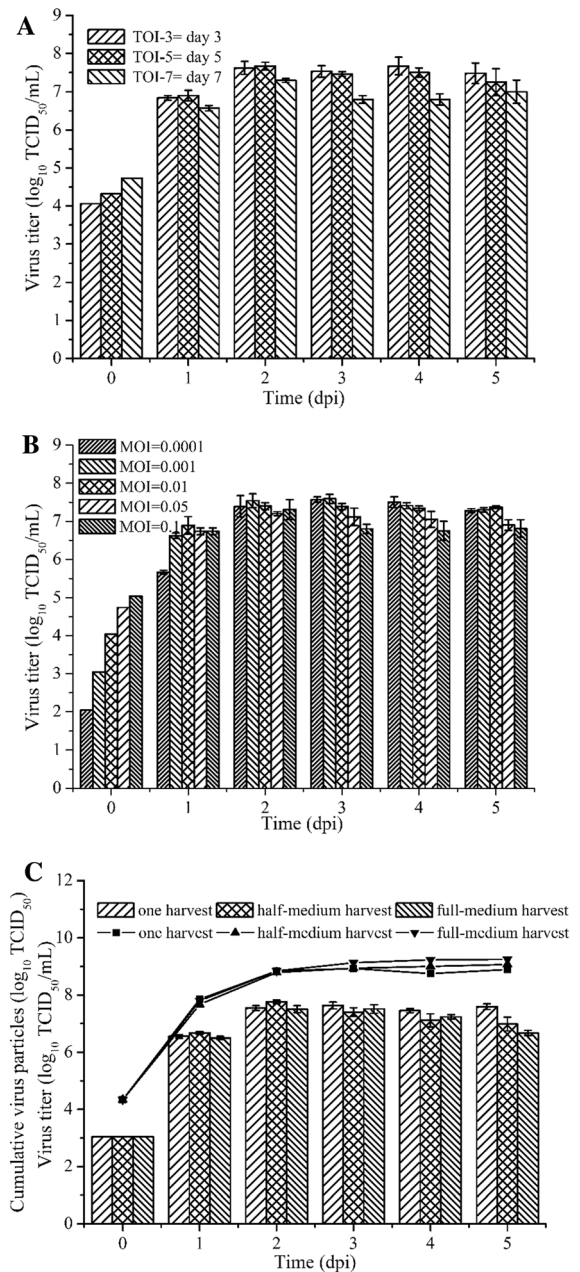 A
TOI-3= day 3
TOI-5= day 5
TOI-7= day 7
Virus titer (log10 TCID50/mL)
9
8
7
6
5
4
3
2
1
0
0 1 2 3 4 5
Time (dpi)
B
MOI=0.0001
MOI=0.001
MOI=0.01
MOI=0.05
MOI=0.
Virus titer (log10 TCID50/mL)
9
8
7
6
5
4
3
2
1
0
0 1 2 3 4 5
Time (dpi)
C
one harvest half-medium harvest full-medium harvest
one harvest half-medium harvest full-medium harvest
Cumulative virus particles (log10 TCID50)
Virus titer (log10 TCID50/mL)
12
10
8
6
4
2
0
0 1 2 3 4 5
Time (dpi)